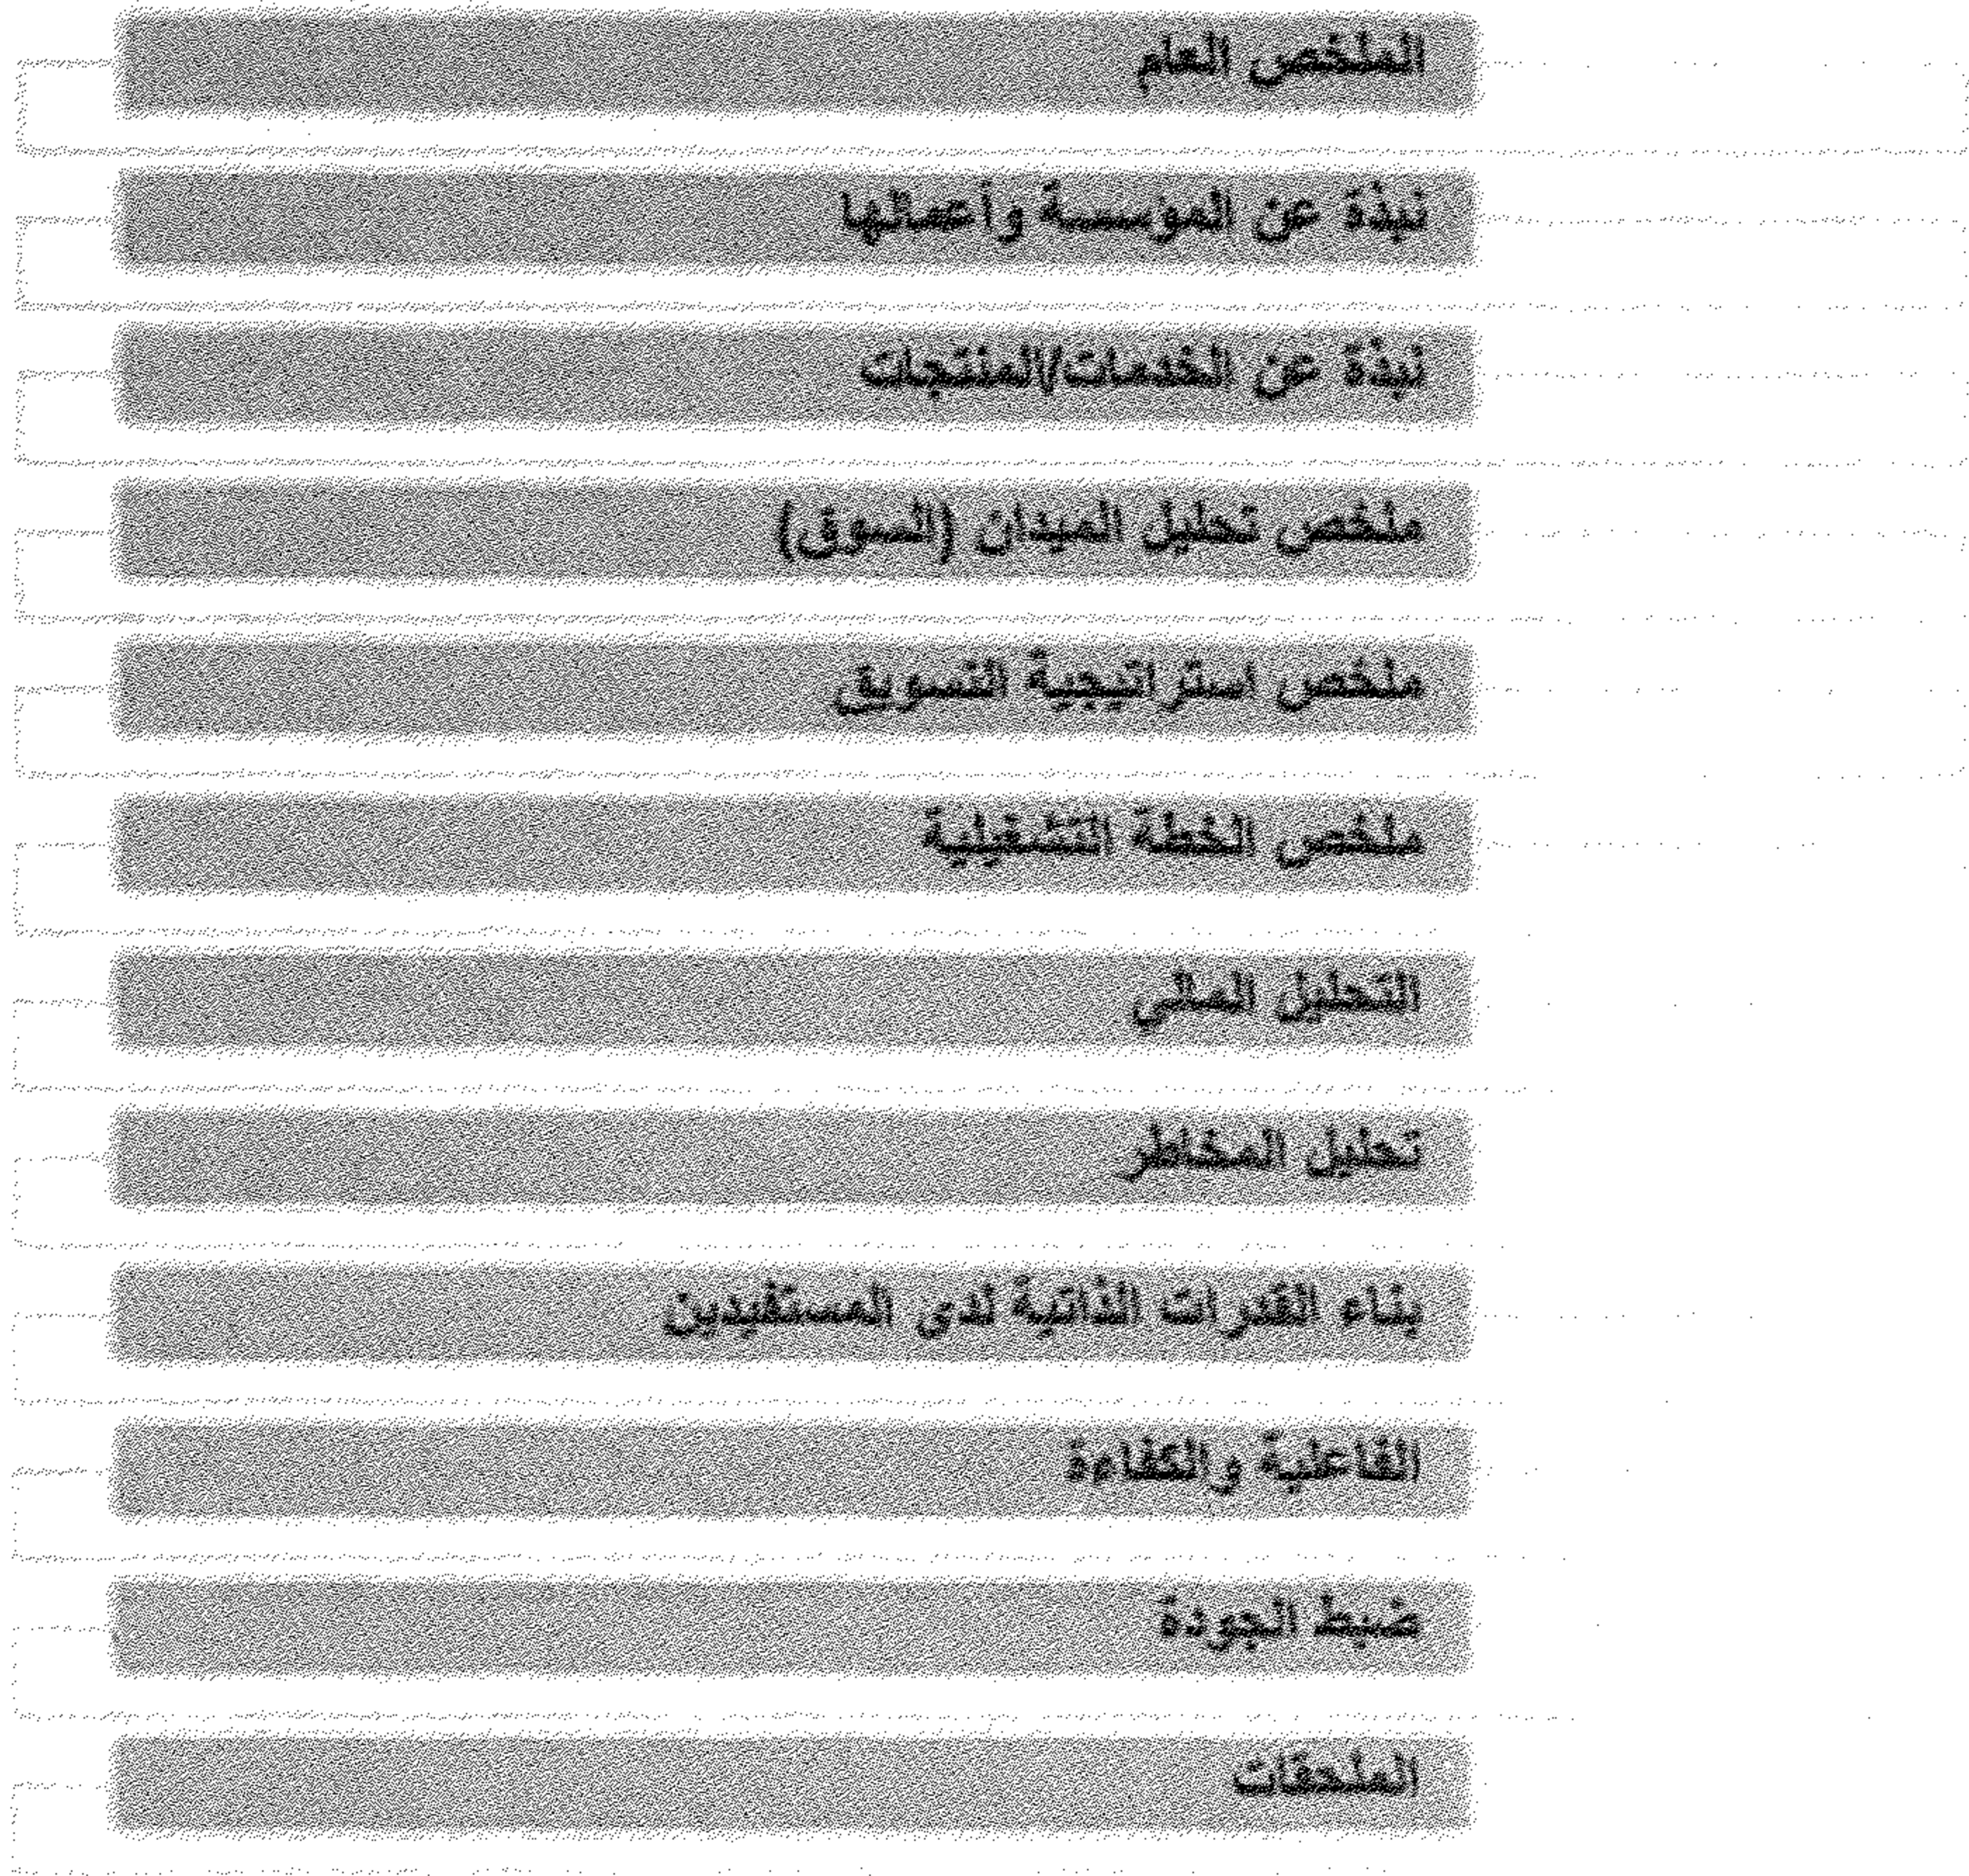 الملخص العام
نبذة عن المؤسسة وأعمالها
نبذة عن الخدمات/المنتجات
ملخص تحليل الميدان (السوق)
ملخص استراتيجية التسويق
ملخص الخطة التشغيلية
التحليل المالي
تحليل المخاطر
بناء القدرات الذاتية لدى المستفيدين
الفاعلية والكفاءة
ضبط الجودة
الملحقات